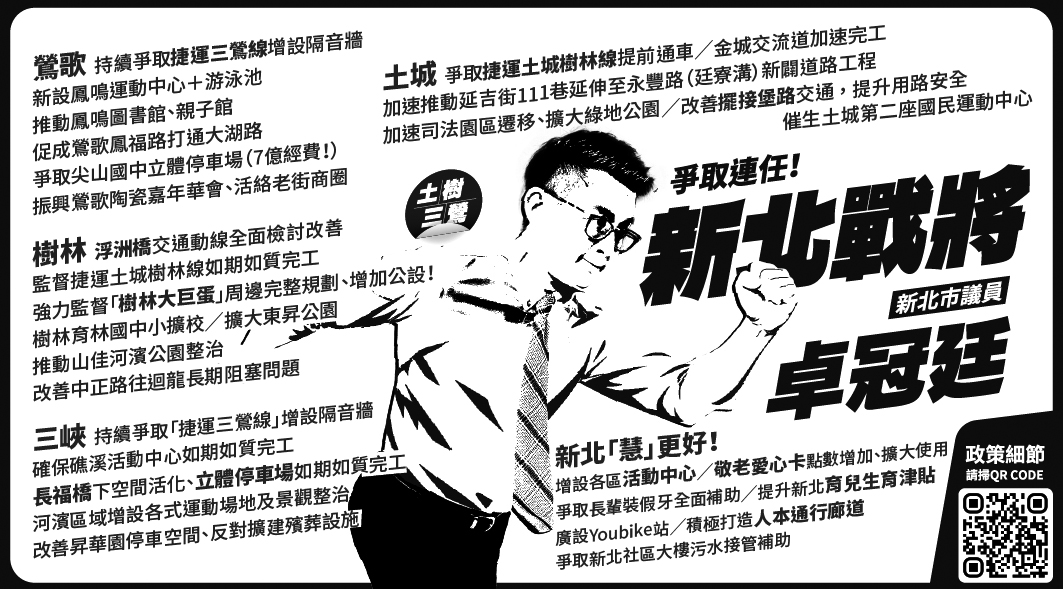 鶯歌 持續爭取捷運三鶯線增設隔音牆
新設鳳鳴運動中心＋游泳池
推動鳳鳴圖書館、親子館
促成鶯歌鳳福路打通大湖路
爭取尖山國中立體停車場（7億經費！）
振興鶯歌陶瓷嘉年華會、活絡老街商圈
樹林 浮洲橋交通動線全面檢討改善
監督捷運土城樹林線如期如質完工
強力監督「樹林大巨蛋」周邊完整規劃、增加公設！
樹林育林國中小擴校／擴大東昇公園
推動山佳河濱公園整治
改善中正路往迴龍長期阻塞問題
三峽 持續爭取「捷運三鶯線」增設隔音牆
確保礁溪活動中心如期如質完工
長福橋下空間活化、立體停車場如期如質完工
河濱區域增設各式運動場地及景觀整治
改善昇華園停車空間、反對擴建殯葬設施
土城 爭取捷運土城樹林線提前通車／金城交流道加速完工
加速推動延吉街111巷延伸至永豐路（廷寮溝）新闢道路工程
加速司法園區遷移、擴大綠地公園／改善擺接堡路交通，提升用路安全
催生土城第二座國民運動中心
土樹
三鶯
爭取連任！
新北戰將
新北市議員
卓冠廷
新北「慧」更好！
增設各區活動中心／敬老愛心卡點數增加、擴大使用
爭取長輩裝假牙全面補助／提升新北育兒生育津貼
廣設Youbike站／積極打造人本通行廊道
爭取新北社區大樓污水接管補助
政策細節
請掃QR CODE